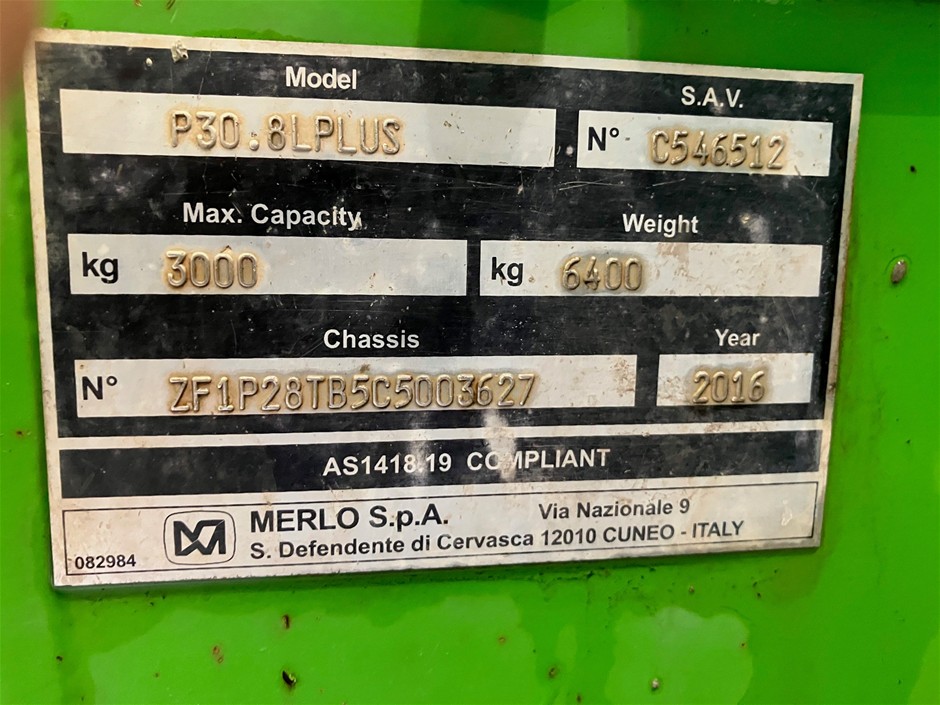 Model
P30.8LPLUS
S.A.V.
N° C546512
Max. Capacity
kg 3000
Weight
kg 6400
Chassis
N° ZF1P28TB5C5003627
Year
2016
AS1418.19 COMPLIANT
082984
MERLO S.p.A.
Via Nazionale 9
S. Defendente di Cervasca 12010 CUNEO - ITALY